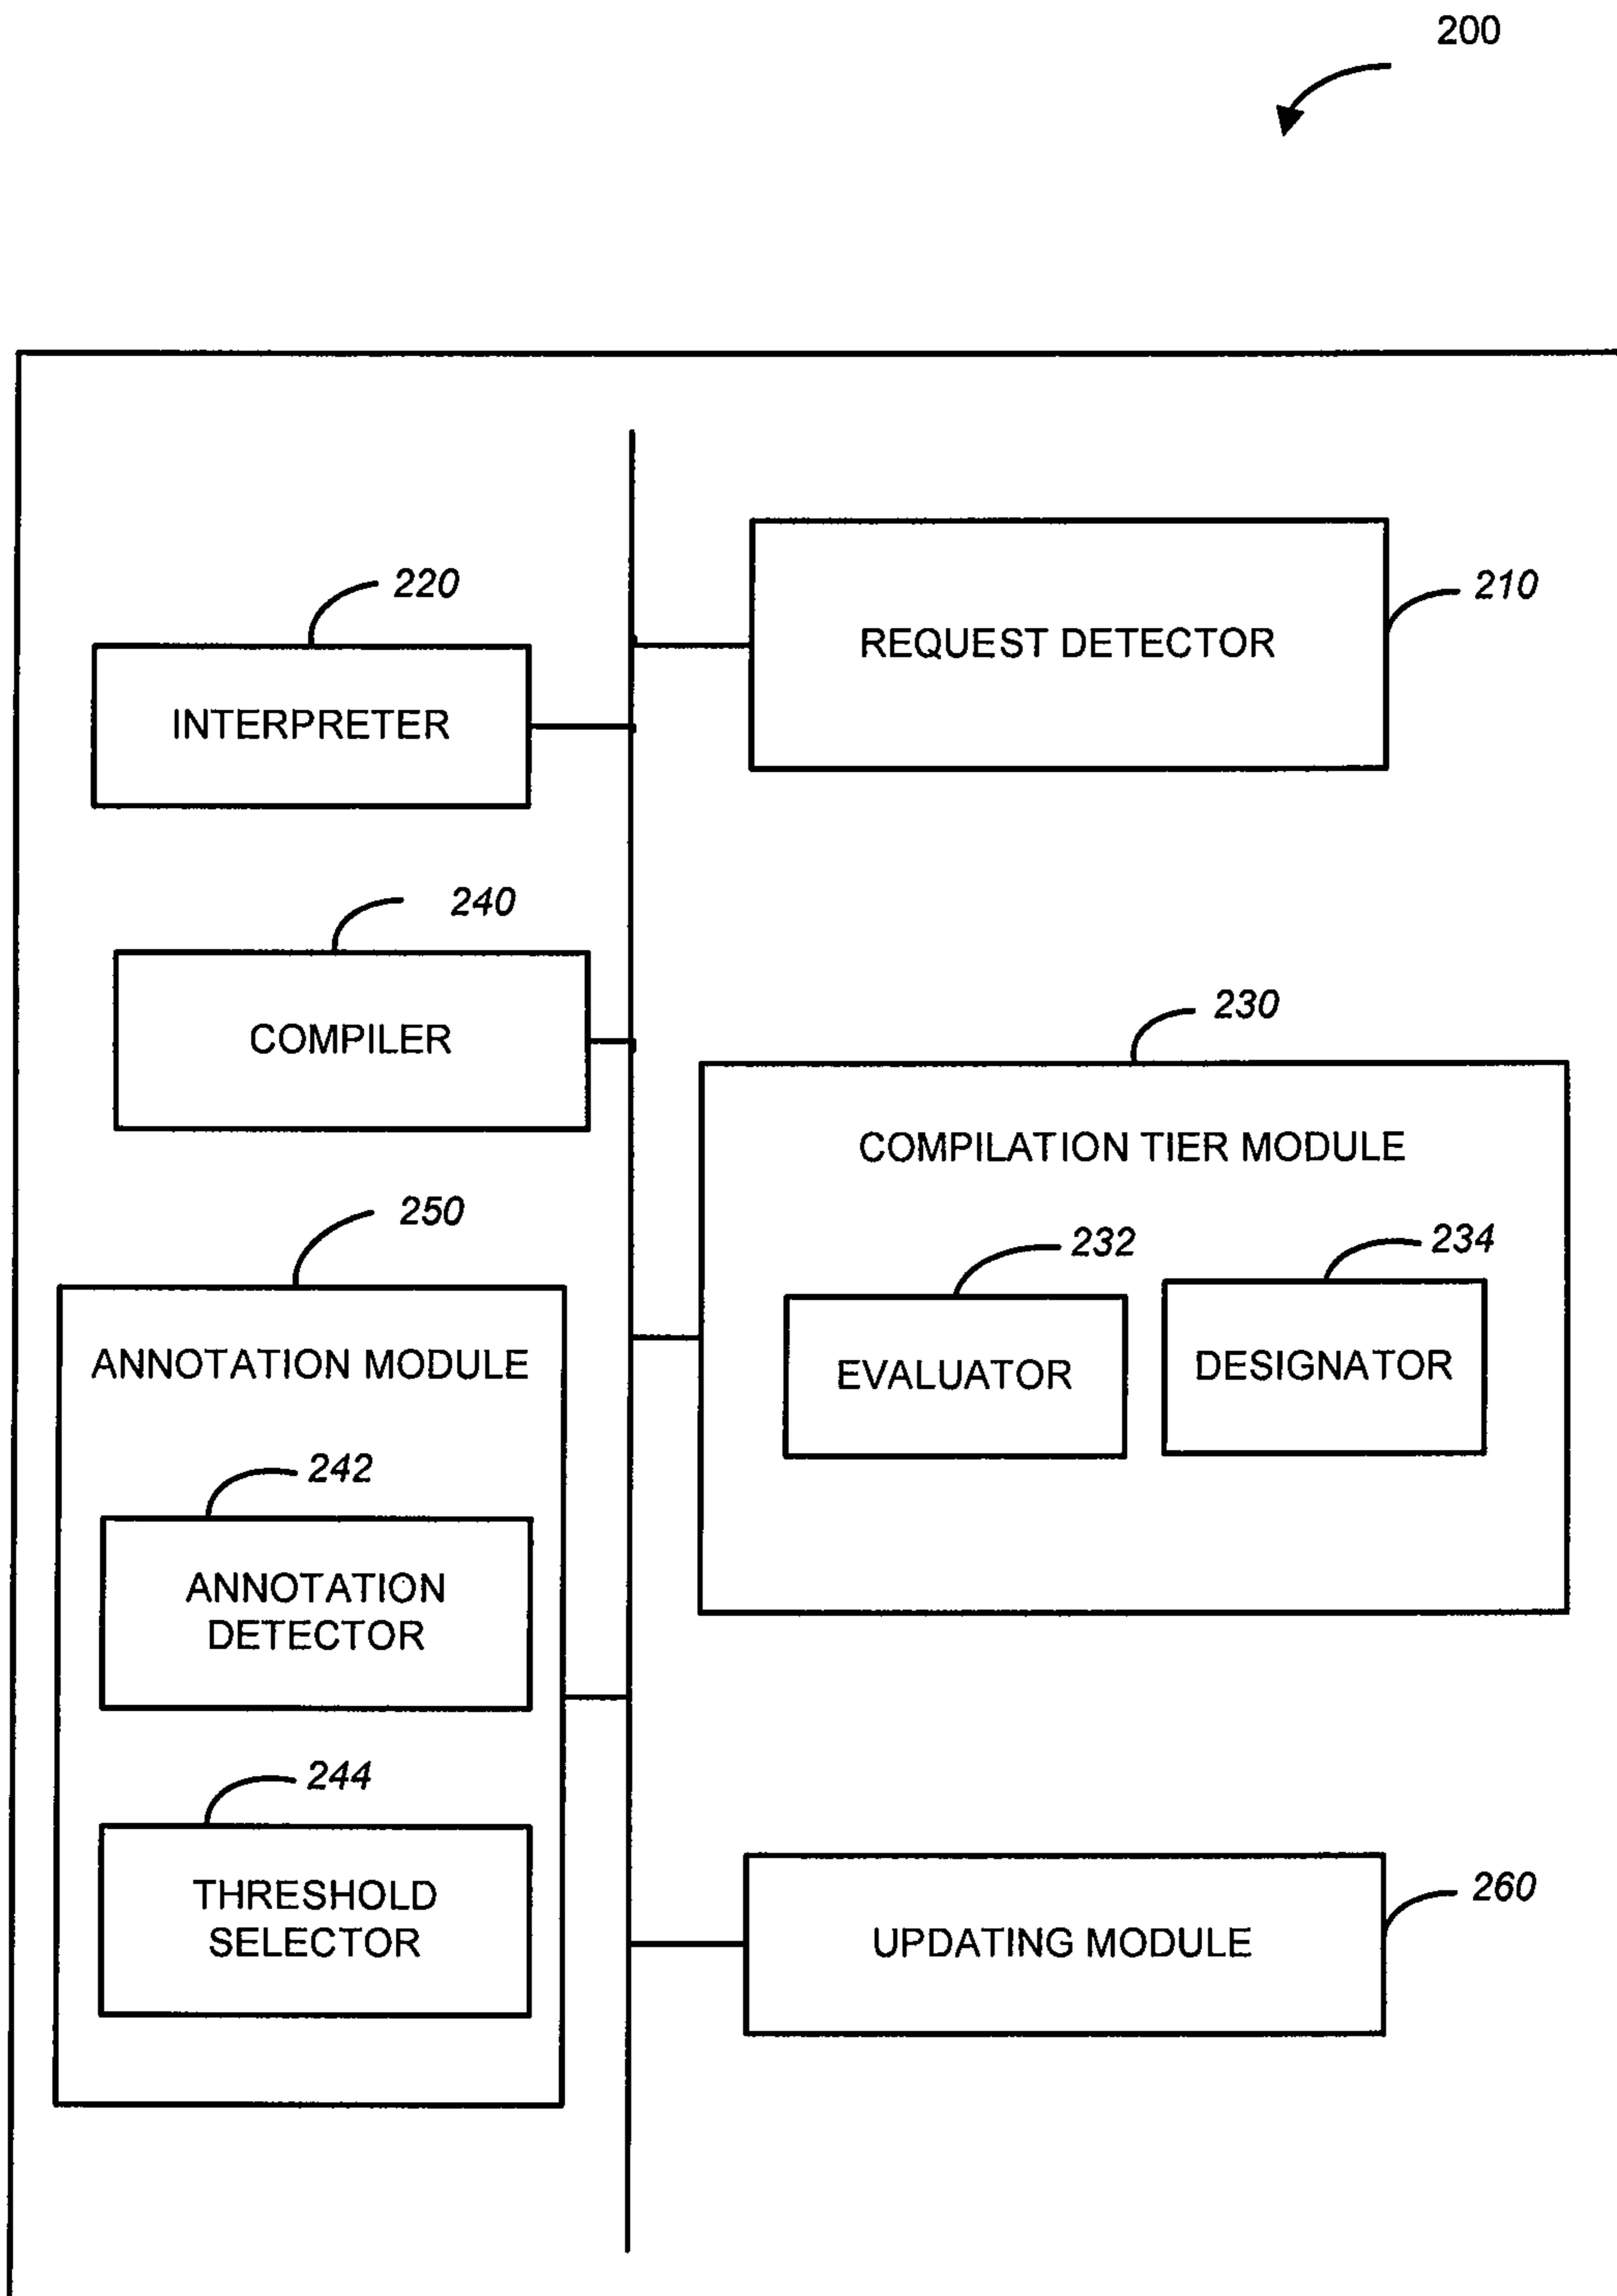 200
220
210
REQUEST DETECTOR
INTERPRETER
240
230
COMPILER
COMPILATION TIER MODULE
250
232
234
ANNOTATION MODULE
EVALUATOR
DESIGNATOR
242
ANNOTATION
DETECTOR
244
THRESHOLD
SELECTOR
260
UPDATING MODULE